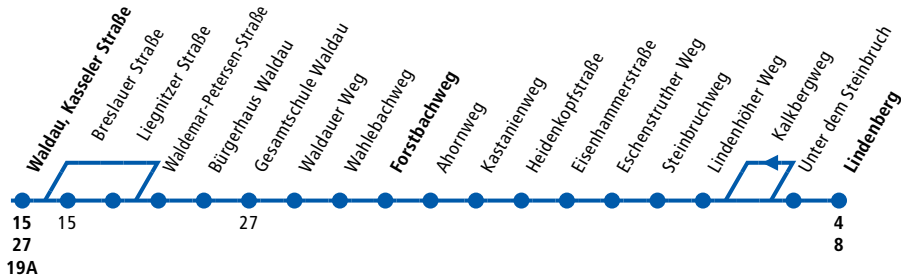 Waldau, Kasseler Straße
Breslauer Straße
Liegnitzer Straße
Waldemar-Petersen-Straße
Bürgerhaus Waldau
Gesamtschule Waldau
Waldauer Weg
Wahlebachweg
Forstbachweg
Ahornweg
Kastanienweg
Heidenkopfstraße
Eisenhammerstraße
Eschenstruther Weg
Steinbruchweg
Lindenhöher Weg
Kalkbergweg
Unter dem Steinbruch
Lindenberg
15 15 27 4
27 8
19A